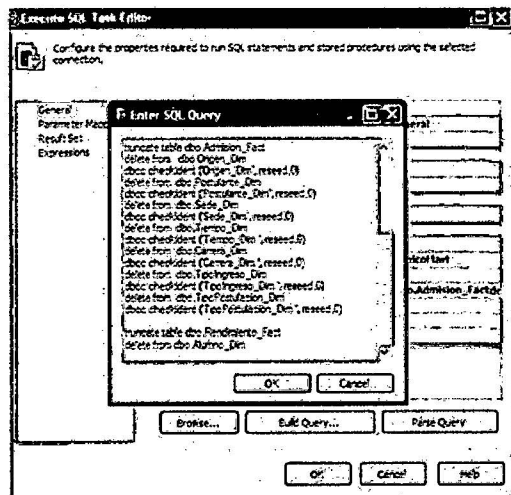 Execute SQL Task Editor
Configure the properties required to run SQL statements and stored procedures using the selected
connection.
General
Parameter Mapp
Result Set
Expressions
Enter SQL Query
truncate table dbo.Admision_Fact
delete from dbo.Origen_Dim
dbcc checkident ("Origen_Dim",reseed,0)
delete from dbo.Postulante_Dim
dbcc checkident ("Postulante_Dim",reseed,0)
delete from dbo.Sede_Dim
dbcc checkident ("Sede_Dim",reseed,0)
delete from dbo.Tiempo_Dim
dbcc checkident ("Tiempo_Dim",reseed,0)
delete from dbo.Carrera_Dim
dbcc checkident ("Carrera_Dim",reseed,0)
delete from dbo.TipoIngreso_Dim
dbcc checkident ("TipoIngreso_Dim",reseed,0)
delete from dbo.TipoPostulacion_Dim
dbcc checkident ("TipoPostulacion_Dim",reseed,0)
truncate table dbo.Rendimiento_Fact
delete from dbo.Alumno_Dim
OK Cancel
neral
o.Admision_Fact
Browse... Build Query... Parse Query
OK Cancel Help